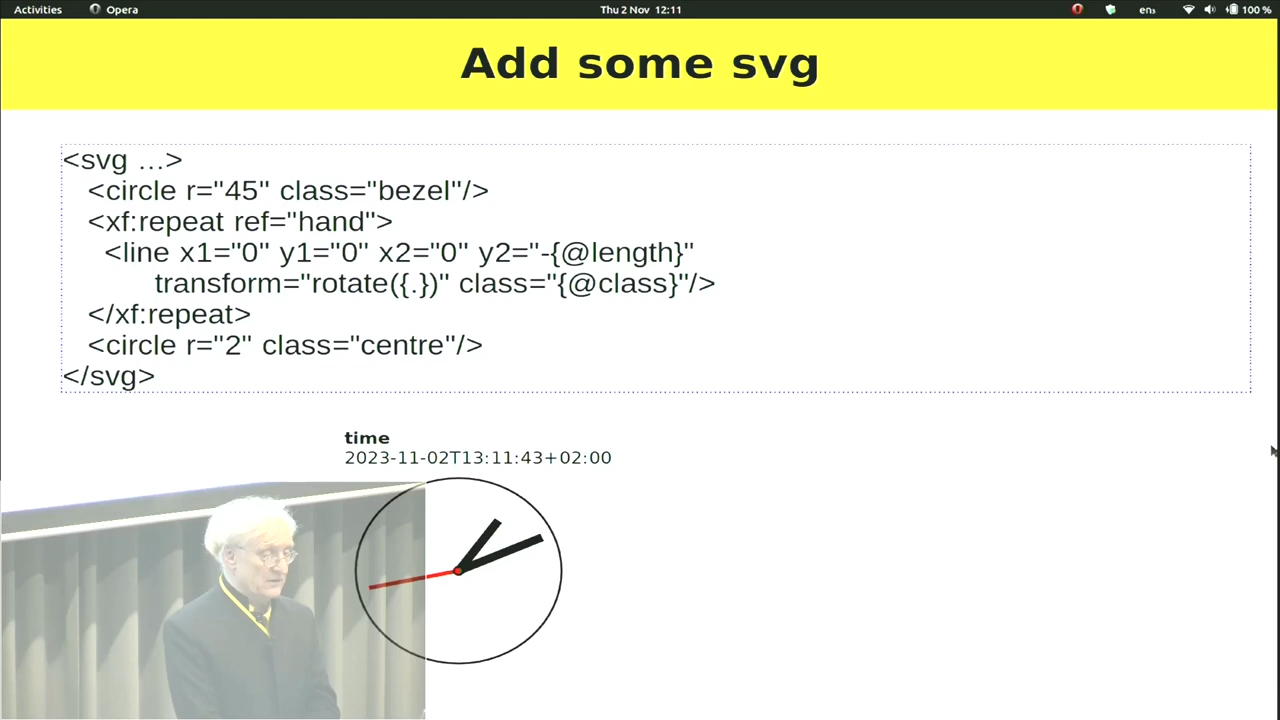 Activities Opera Thu 2 Nov 12:11 en₃ 100 %
Add some svg
<svg ...>
<circle r="45" class="bezel"/>
<xf:repeat ref="hand">
<line x1="0" y1="0" x2="0" y2="-{@length}"
transform="rotate({.})" class="{@class}"/>
</xf:repeat>
<circle r="2" class="centre"/>
</svg>
time
2023-11-02T13:11:43+02:00